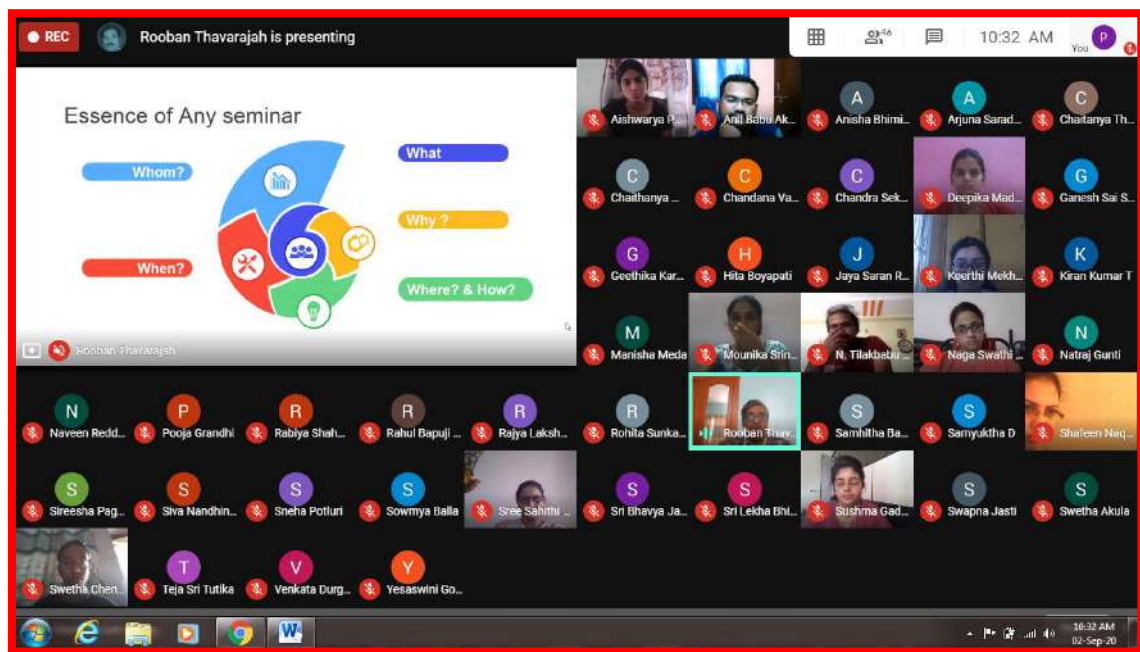 REC
Rooban Thavarajah is presenting
46
10:32 AM
You
P
Essence of Any seminar
Whom?
What
Why ?
When?
Where? & How?
Rooban Thavarajah
Aishwarya P...
Anil Babu Ak...
A
Anisha Bhimi...
A
Arjuna Sarad...
C
Chaitanya Th...
C
Chaithanya ...
C
Chandana Va...
C
Chandra Sek...
Deepika Mad...
G
Ganesh Sai S...
G
Geethika Kar...
H
Hita Boyapati
J
Jaya Saran R...
Keerthi Mekh...
K
Kiran Kumar T
M
Manisha Meda
Mounika Srin...
N. Tilakbabu ...
Naga Swathi ...
N
Natraj Gunti
N
Naveen Redd...
P
Pooja Grandhi
R
Rabiya Shah...
R
Rahul Bapuji ...
R
Rajya Laksh...
R
Rohita Sunka...
Rooban Thav...
S
Samhitha Ba...
S
Samyuktha D
Shafeen Naq...
S
Sireesha Pag...
S
Siva Nandhin...
S
Sneha Potluri
S
Sowmya Balla
Sree Sahithi ...
S
Sri Bhavya Ja...
S
Sri Lekha Bhi...
Sushma Gad...
S
Swapna Jasti
S
Swetha Akula
Swetha Chen...
T
Teja Sri Tutika
V
Venkata Durg...
Y
Yesaswini Go...
10:32 AM
02-Sep-20